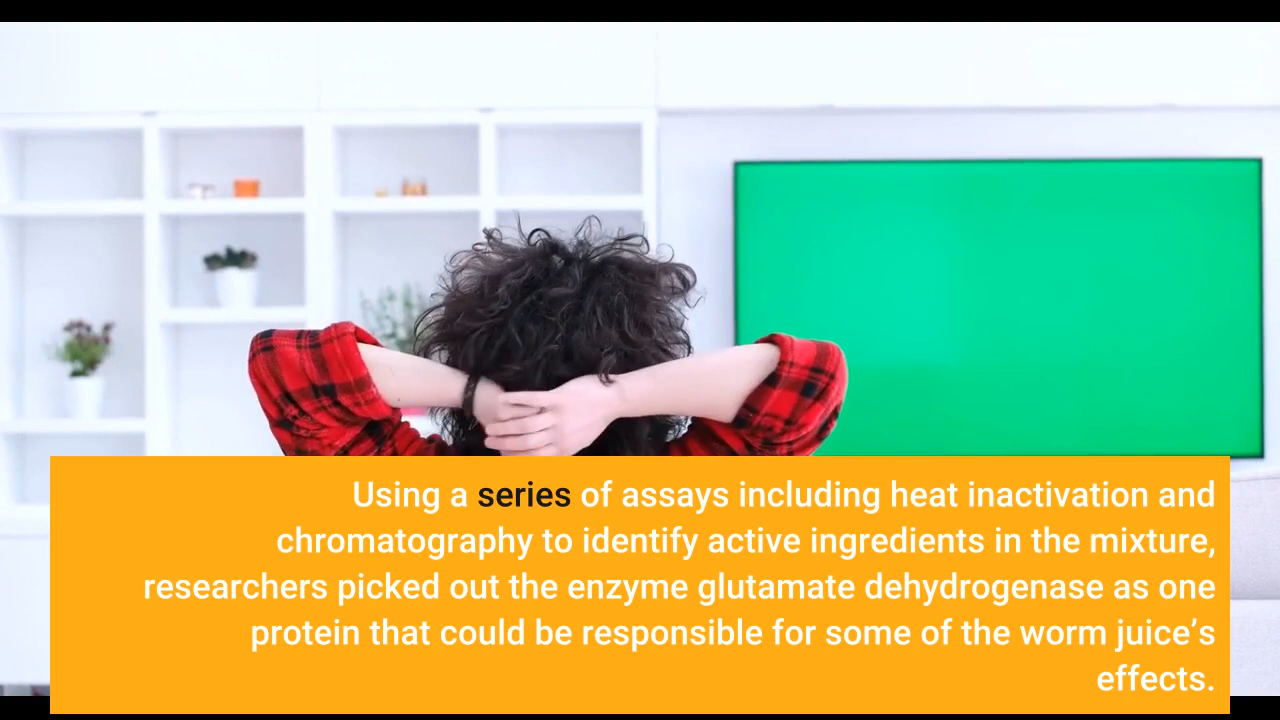 Using a series of assays including heat inactivation and
chromatography to identify active ingredients in the mixture,
researchers picked out the enzyme glutamate dehydrogenase as one
protein that could be responsible for some of the worm juice’s
effects.